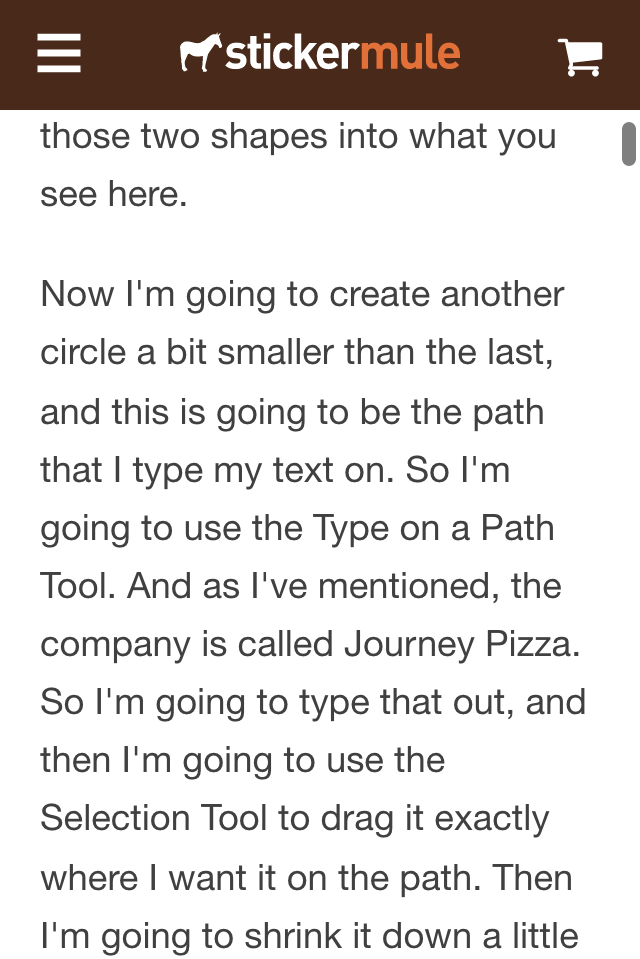 stickermule
those two shapes into what you
see here.
Now I'm going to create another
circle a bit smaller than the last,
and this is going to be the path
that I type my text on. So I'm
going to use the Type on a Path
Tool. And as I've mentioned, the
company is called Journey Pizza.
So I'm going to type that out, and
then I'm going to use the
Selection Tool to drag it exactly
where I want it on the path. Then
I'm going to shrink it down a little